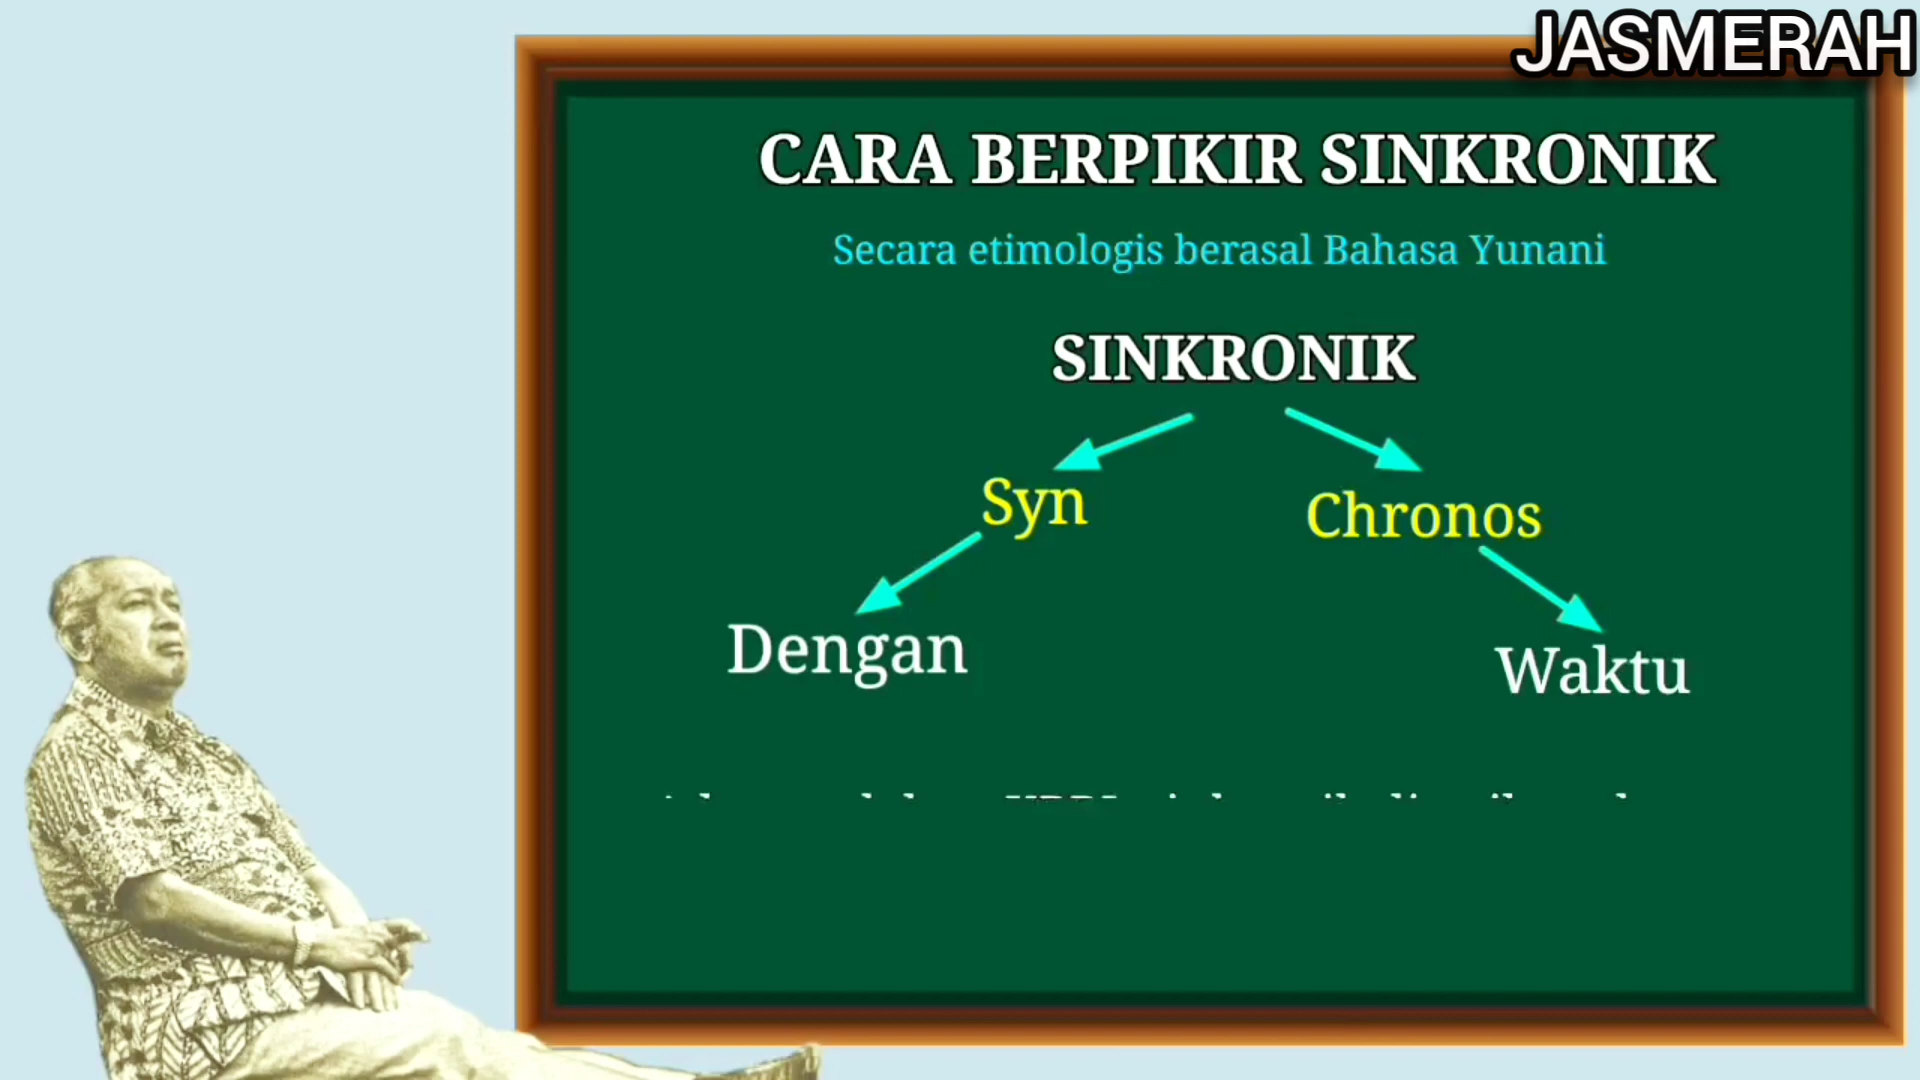 JASMERAH
CARA BERPIKIR SINKRONIK
Secara etimologis berasal Bahasa Yunani
SINKRONIK
Syn
Chronos
Dengan
Waktu